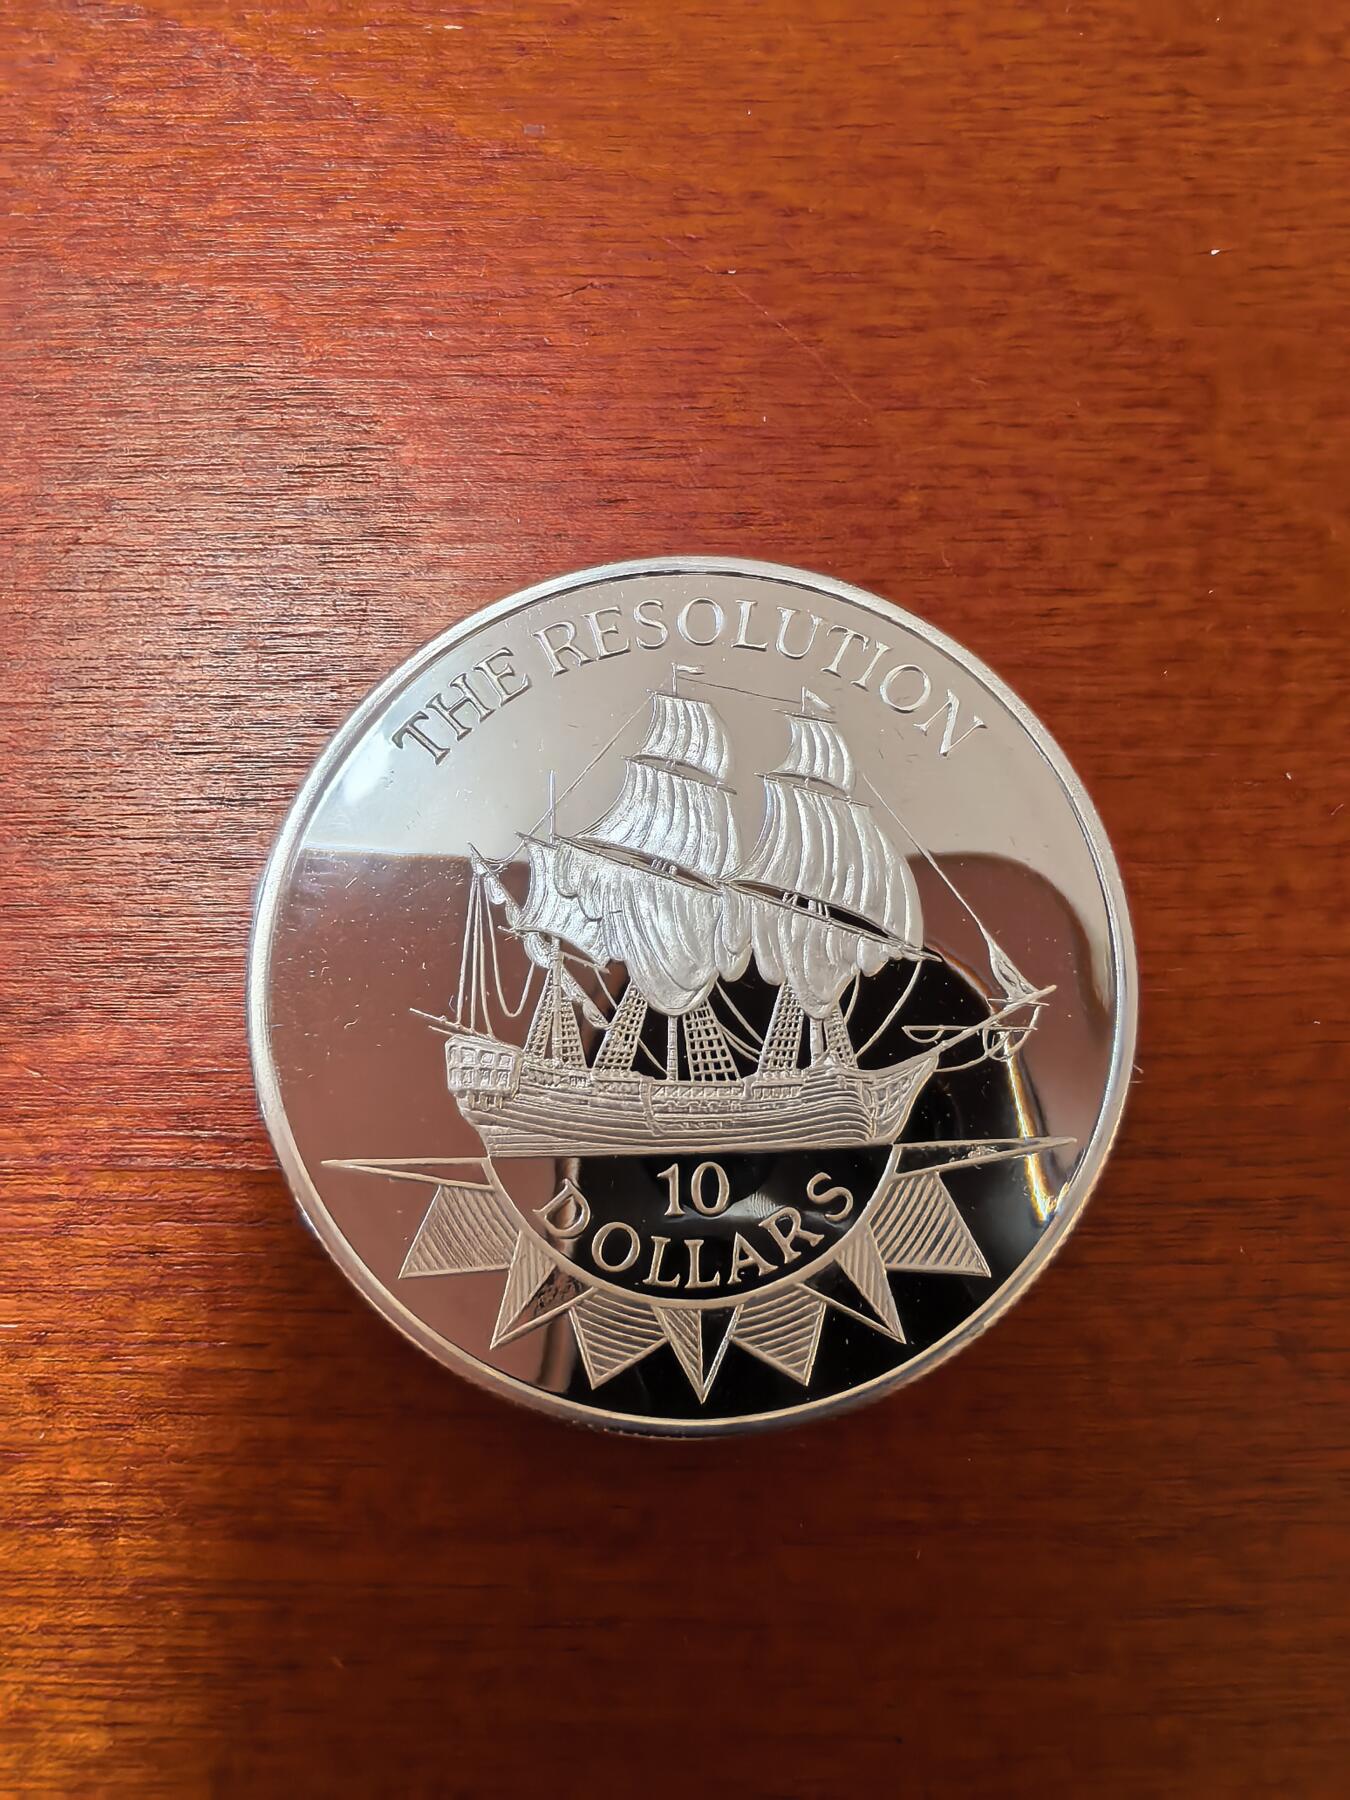 THE RESOLUTION
10
DOLLARS